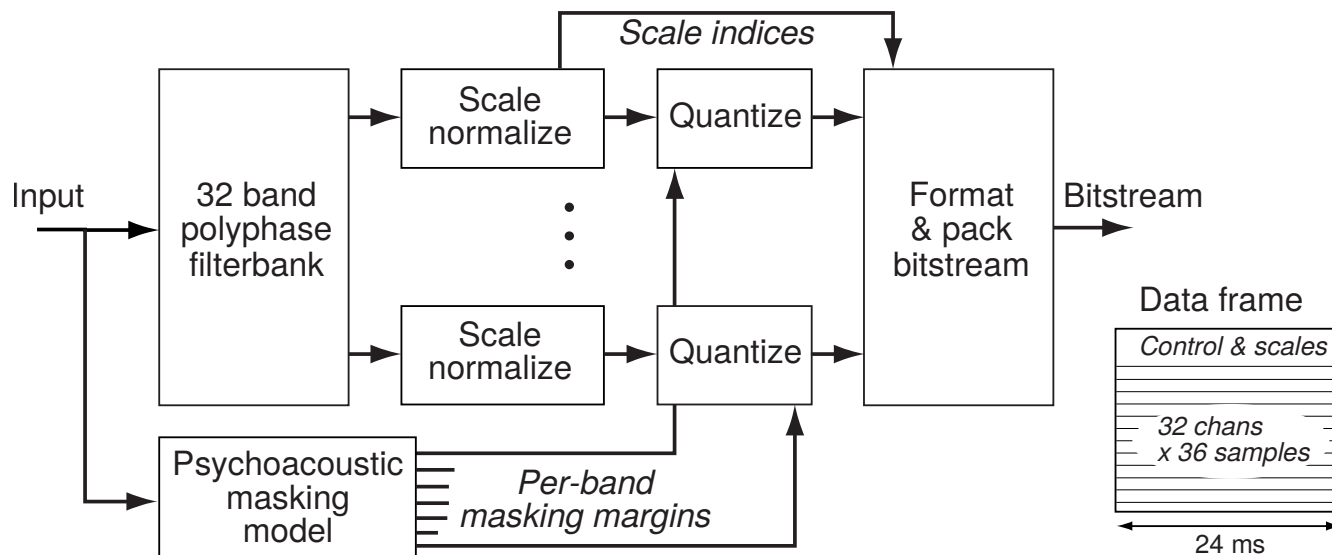 Scale indices
Input
32 band
polyphase
filterbank
Scale
normalize
Quantize
Scale
normalize
Quantize
Format
& pack
bitstream
Bitstream
Psychoacoustic
masking
model
Per-band
masking margins
Data frame
Control & scales
32 chans
x 36 samples
24 ms